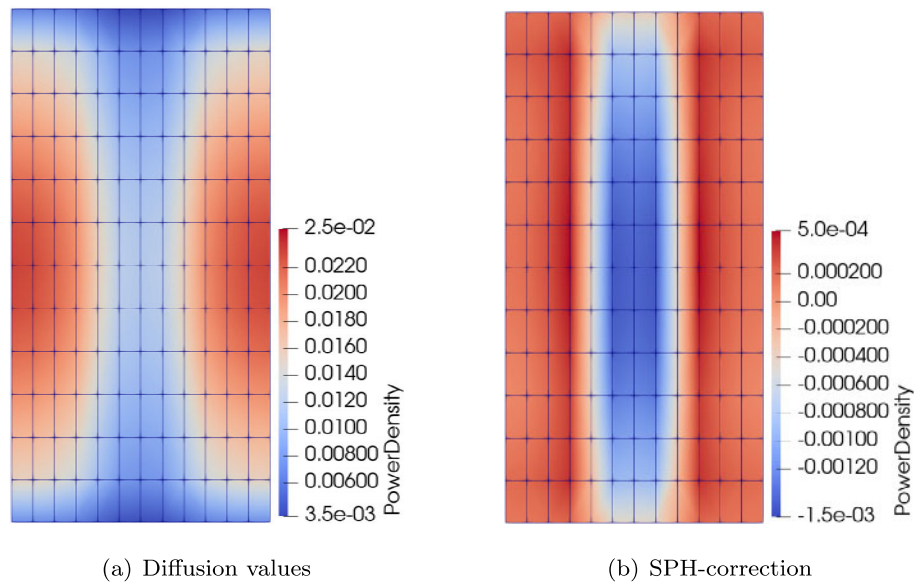 2.5e-02
0.0220
0.0200
0.0180
0.0160
0.0140
0.0120
0.0100
0.00800
0.00600
3.5e-03
PowerDensity
5.0e-04
0.000200
0.00
-0.000200
-0.000400
-0.000600
-0.000800
-0.00100
-0.00120
-1.5e-03
PowerDensity
(a) Diffusion values
(b) SPH-correction